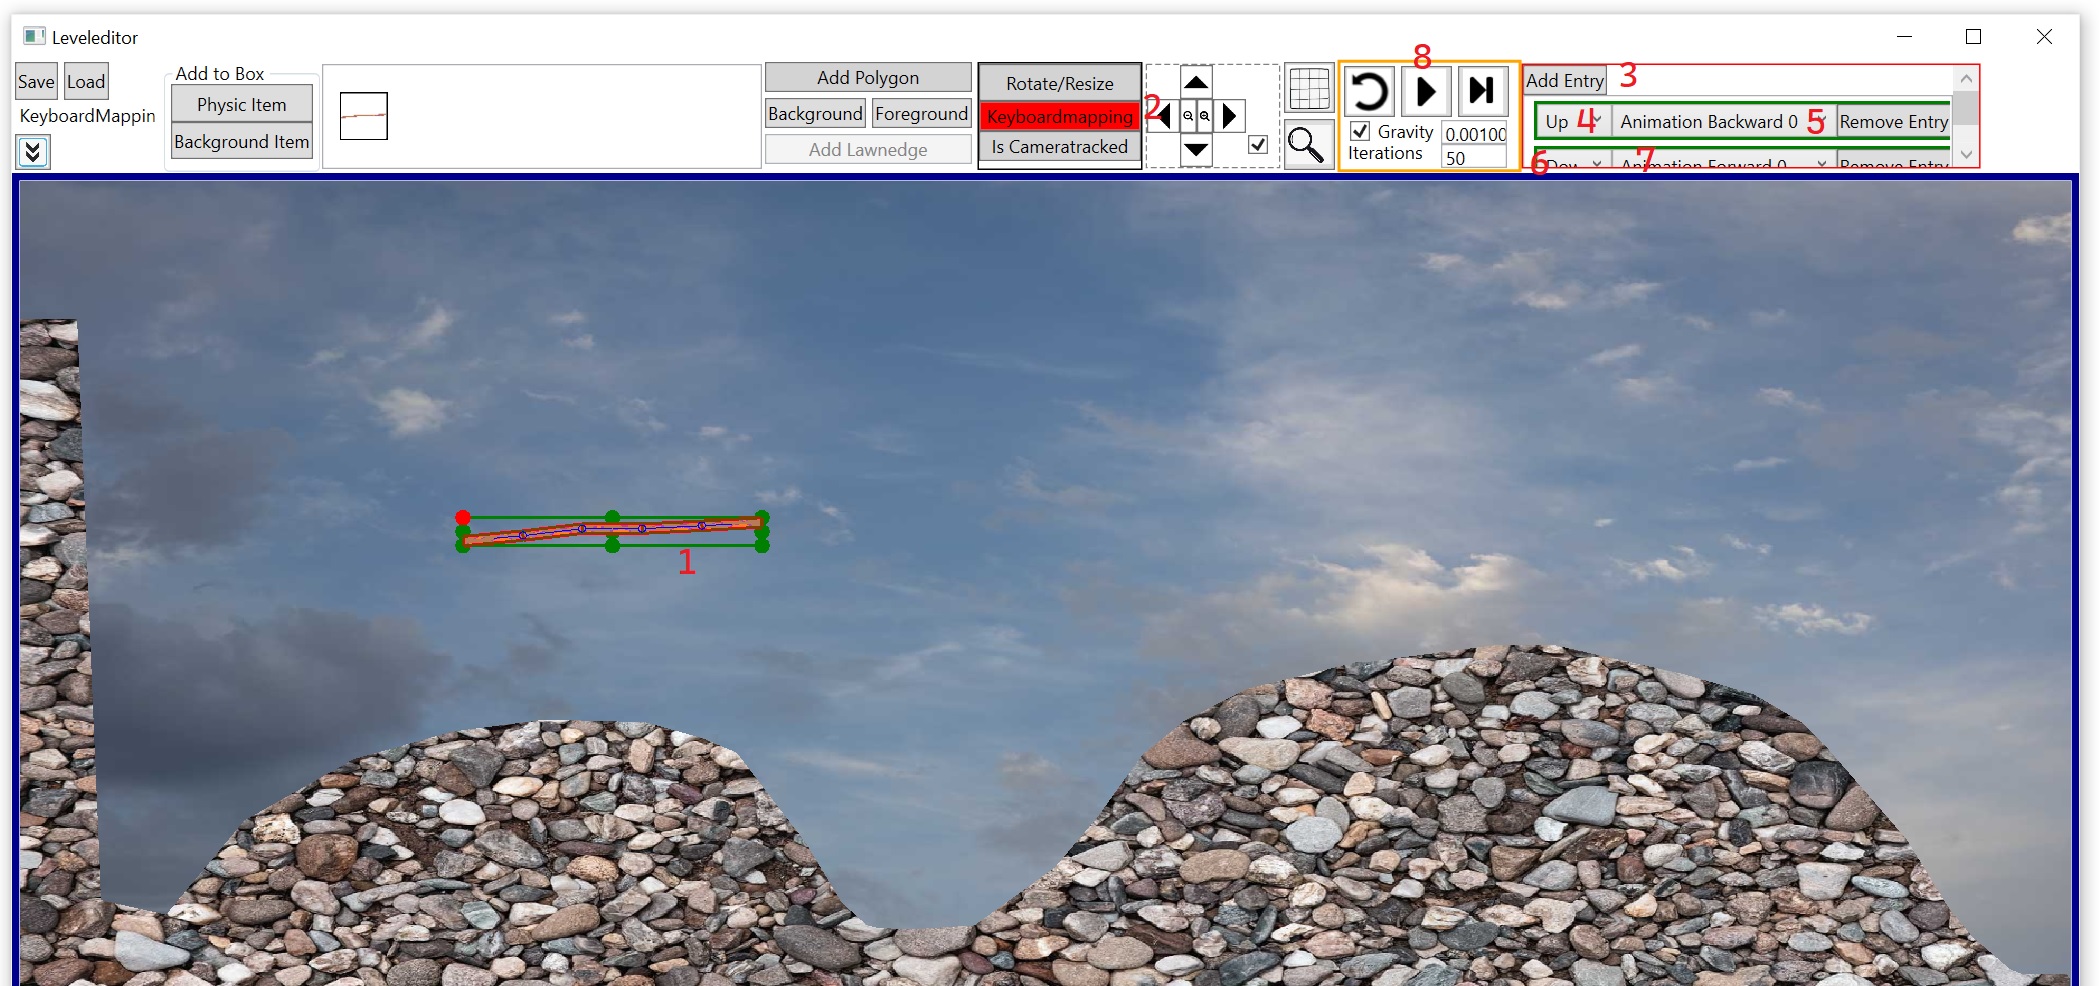 Leveleditor
Save Load
KeyboardMappin
Add to Box
Physic Item
Background Item
Add Polygon
Background Foreground
Add Lawnedge
Rotate/Resize
Keyboardmapping
Is Cameratracked
2
8
Gravity 0.00100
Iterations 50
Add Entry 3
Up 4 Animation Backward 0 5 Remove Entry
6 Dow 7 Animation Forward 0 Remove Entry
1